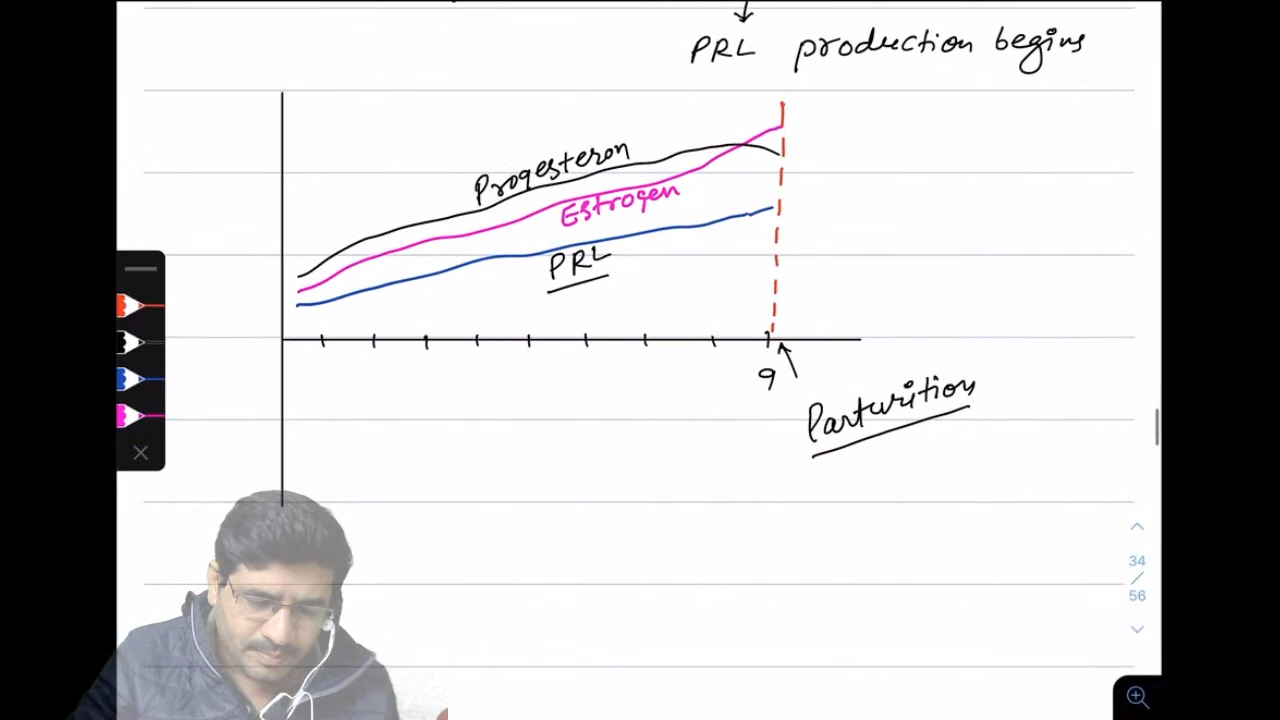 PRL production begins
Progesteron
Estrogen
PRL
9
Parturition
34
/
56